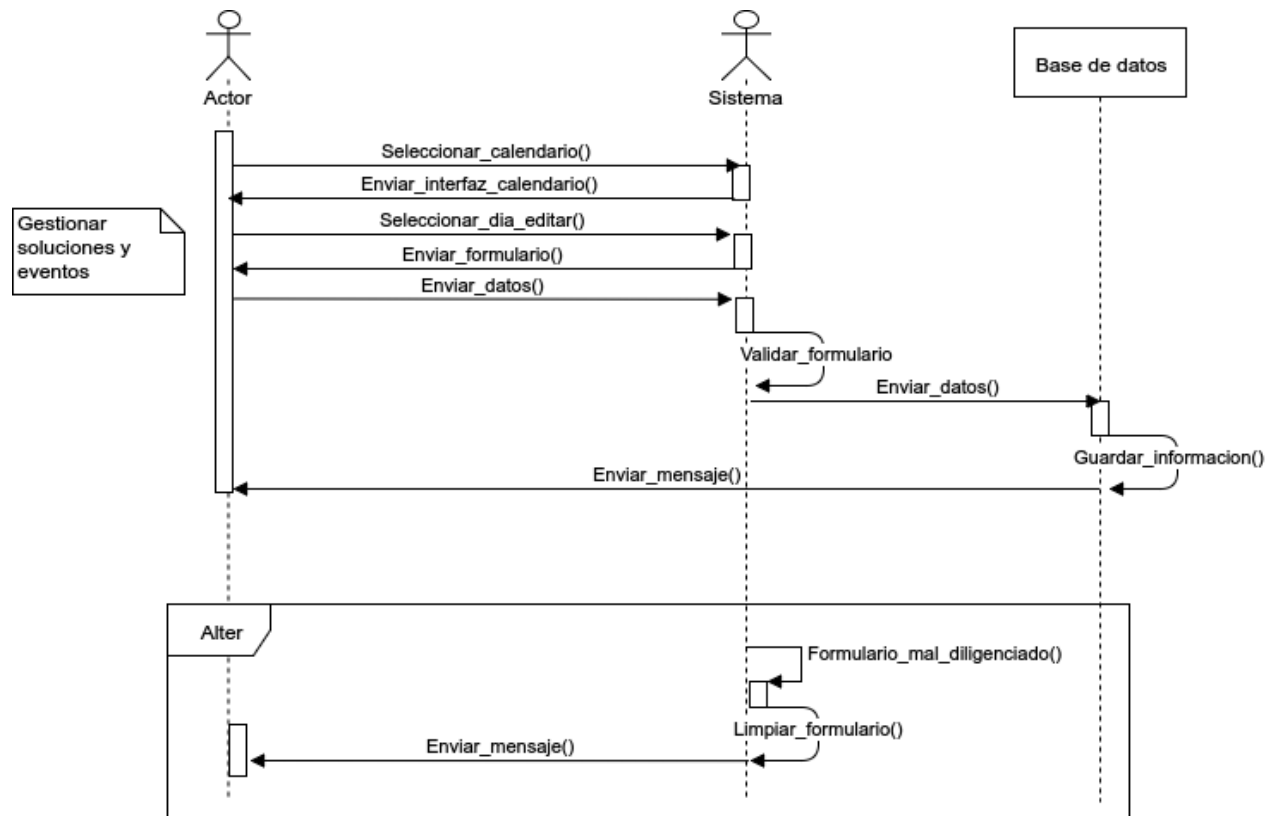 Actor
Sistema
Base de datos
Seleccionar_calendario()
Enviar_interfaz_calendario()
Gestionar
soluciones y
eventos
Seleccionar_dia_editar()
Enviar_formulario()
Enviar_datos()
Validar_formulario
Enviar_datos()
Guardar_informacion()
Enviar_mensaje()
Alter
Formulario_mal_diligenciado()
Limpiar_formulario()
Enviar_mensaje()